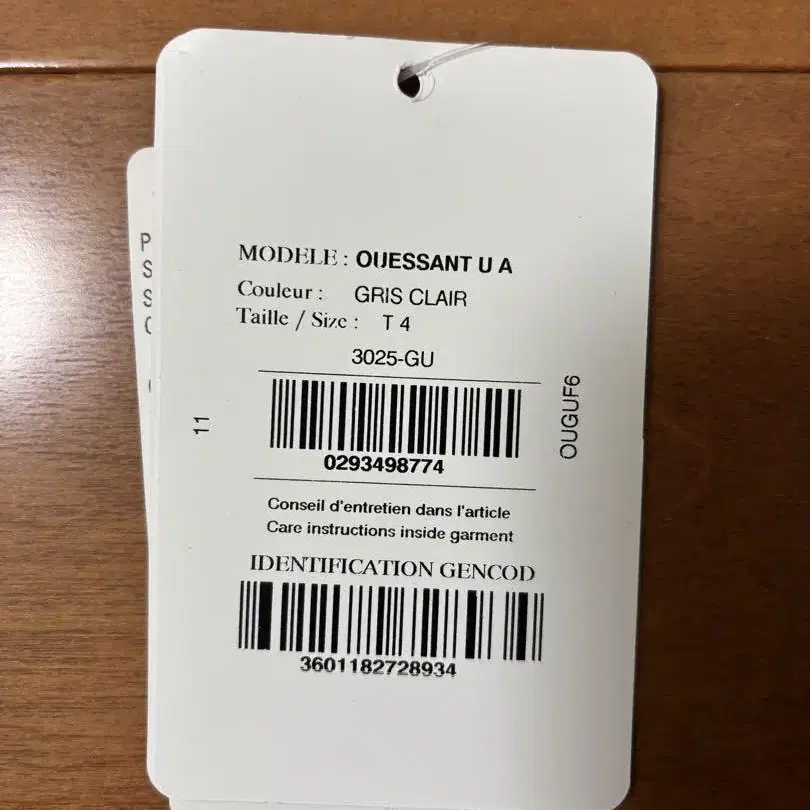 MODELE : OUESSANT U A
Couleur : GRIS CLAIR
Taille / Size : T 4
3025-GU
0293498774
11
OUGUF6
Conseil d'entretien dans l'article
Care instructions inside garment
IDENTIFICATION GENCOD
3601182728934
P
S
S